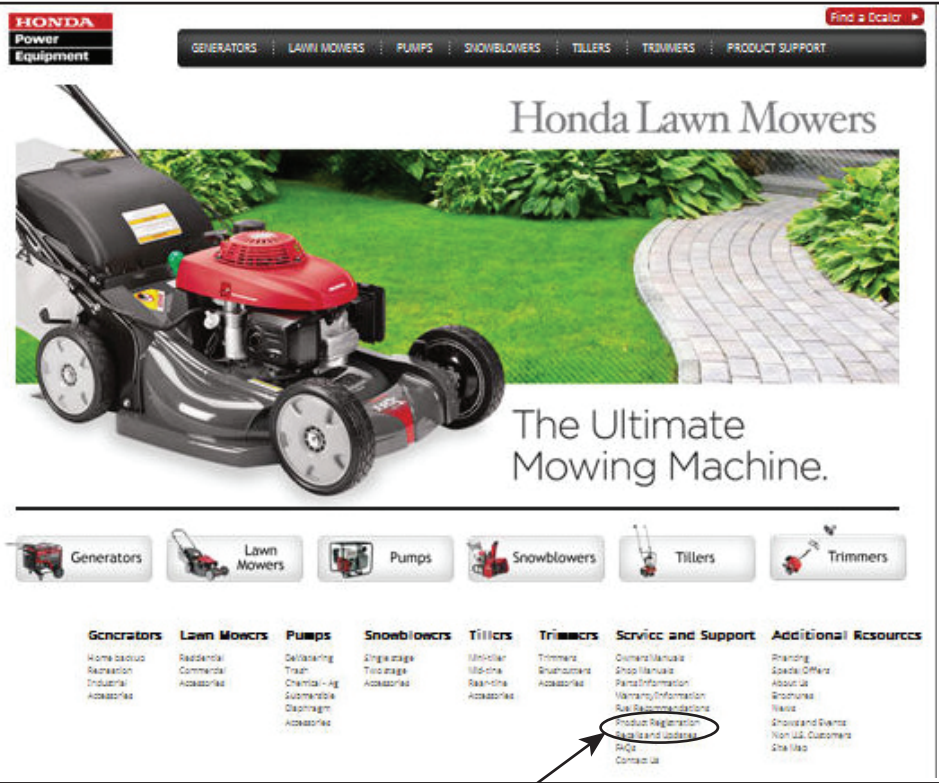 HONDA
Power
Equipment
Find a Dealer
GENERATORS LAWN MOWERS PUMPS SNOWBLOWERS TILLERS TRIMMERS PRODUCT SUPPORT
Honda Lawn Mowers
The Ultimate
Mowing Machine.
Generators
Lawn
Mowers
Pumps
Snowblowers
Tillers
Trimmers
Generators
Home backup
Recreation
Industrial
Accessories
Lawn Mowers
Residential
Commercial
Accessories
Pumps
DeWatering
Trash
Chemical - Ag
Submersible
Diaphragm
Accessories
Snowblowers
Single stage
Two stage
Accessories
Tillers
Mini-tiller
Mid-tine
Rear-tine
Accessories
Trimmers
Trimmers
Brushcutters
Accessories
Service and Support
Owners Manuals
Shop Manuals
Parts Information
Warranty Information
Fuel Recommendations
Product Registration
Recalls and Updates
FAQs
Contact Us
Additional Resources
Financing
Special Offers
About Us
Brochures
News
Shows and Events
Non U.S. Customers
Site Map